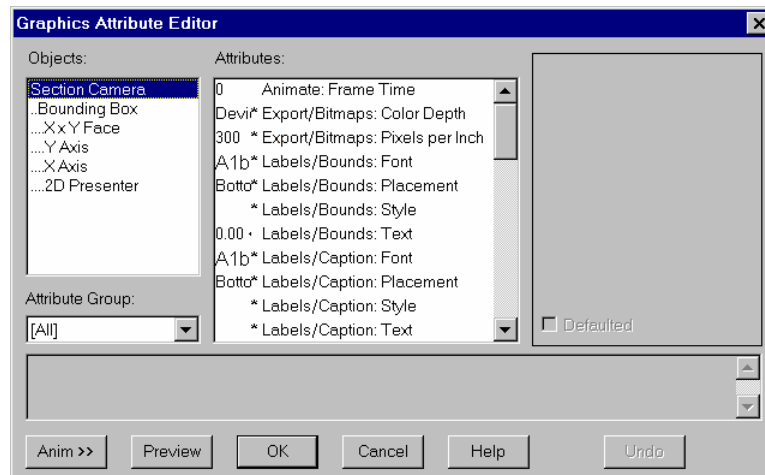 Graphics Attribute Editor
Objects:
Section Camera
..Bounding Box
....X x Y Face
....Y Axis
....X Axis
....2D Presenter
Attribute Group:
[All]
Attributes:
0 Animate: Frame Time
Devi* Export/Bitmaps: Color Depth
300 * Export/Bitmaps: Pixels per Inch
A1b* Labels/Bounds: Font
Botto* Labels/Bounds: Placement
* Labels/Bounds: Style
0.00 Labels/Bounds: Text
A1b* Labels/Caption: Font
Botto* Labels/Caption: Placement
* Labels/Caption: Style
* Labels/Caption: Text
Defaulted
Anim >>
Preview
OK
Cancel
Help
Undo